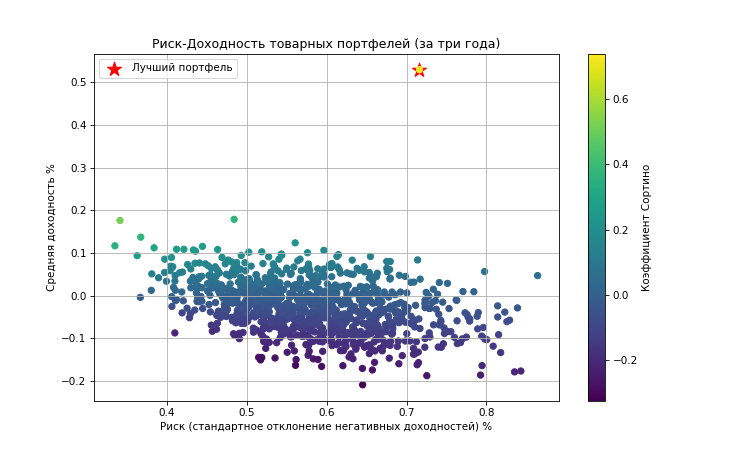 Риск-Доходность товарных портфелей (за три года)
Лучший портфель
Средняя доходность %
0.5
0.4
0.3
0.2
0.1
0.0
−0.1
−0.2
0.4 0.5 0.6 0.7 0.8
Риск (стандартное отклонение негативных доходностей) %
0.6
0.4
0.2
0.0
−0.2
Коэффициент Сортино